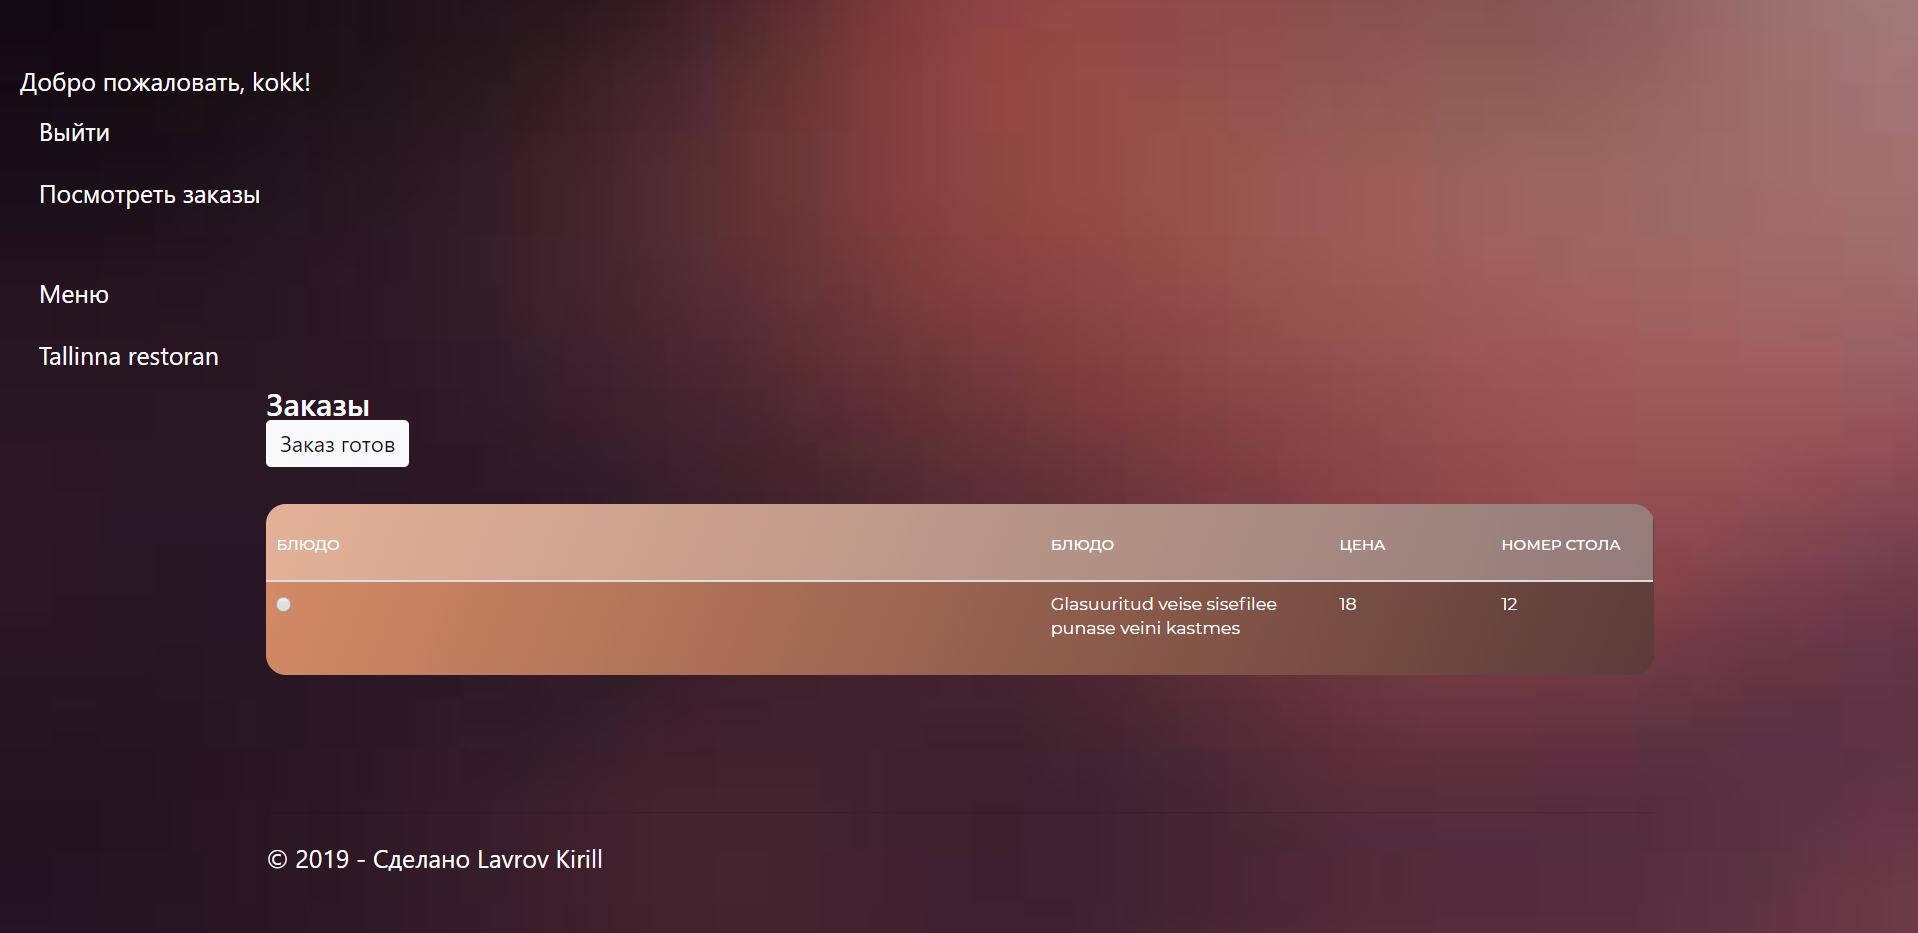 Добро пожаловать, kokk!
Выйти
Посмотреть заказы
Меню
Tallinna restoran
Заказы
Заказ готов
БЛЮДО БЛЮДО ЦЕНА НОМЕР СТОЛА
Glasuuritud veise sisefilee 18 12
punase veini kastmes
© 2019 - Сделано Lavrov Kirill